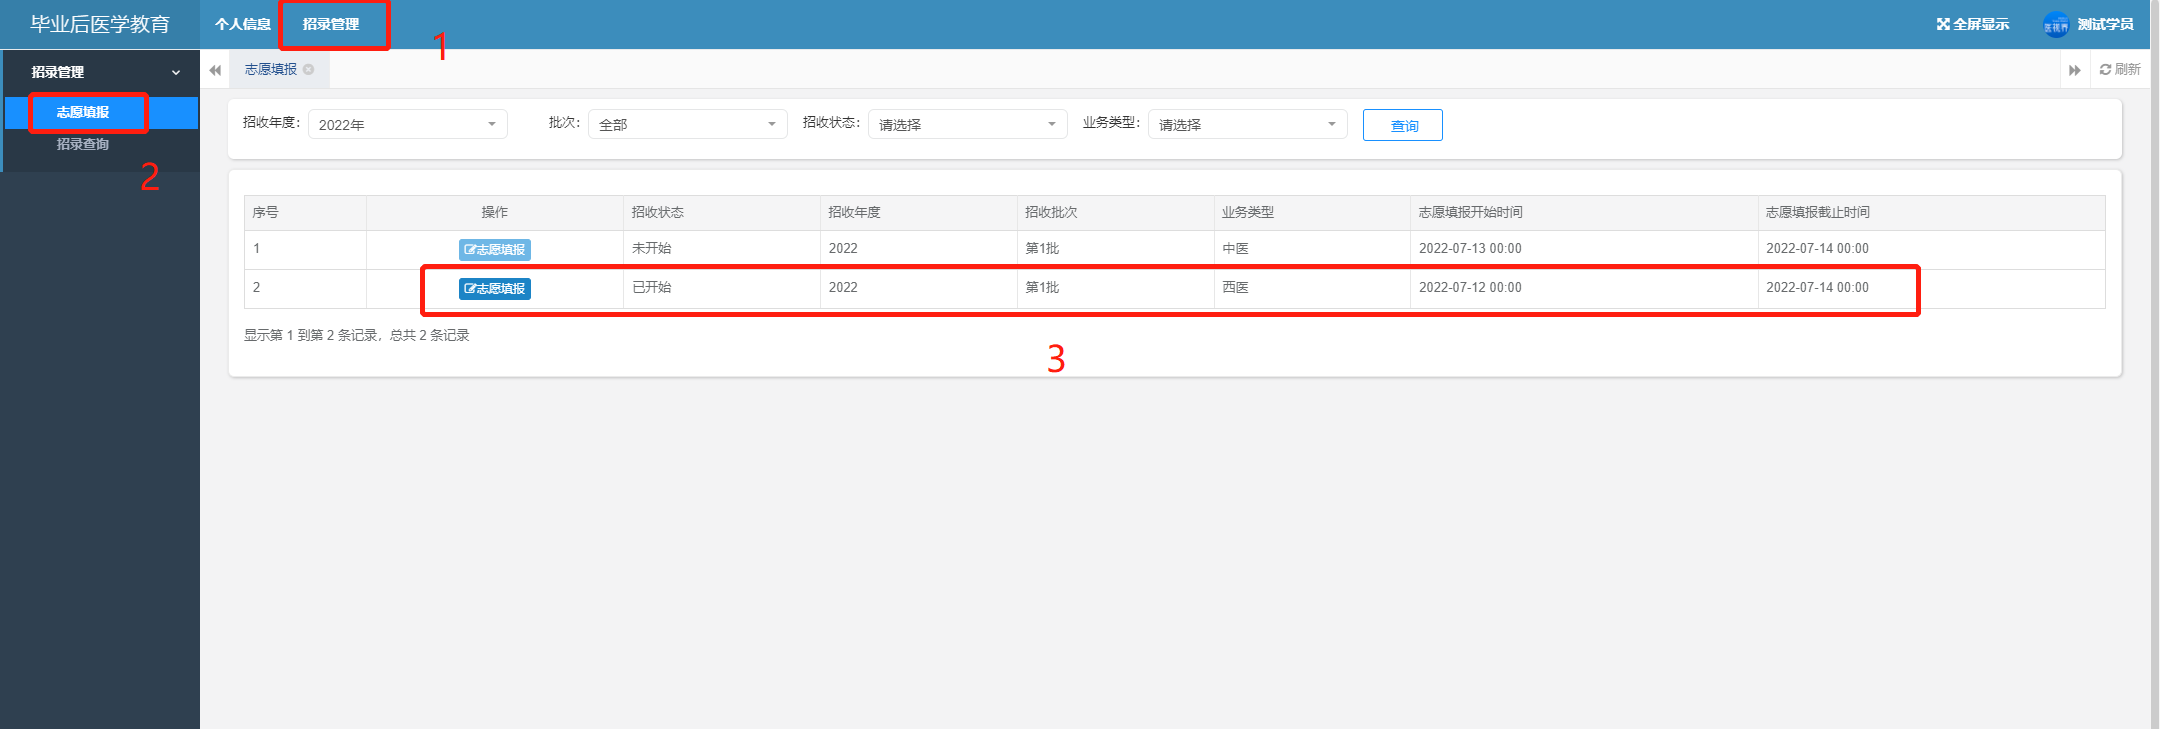 毕业后医学教育
个人信息
招录管理
1
全屏显示
医视界
测试学员
招录管理
志愿填报
招录查询
2
志愿填报
刷新
招收年度： 2022年
批次： 全部
招收状态： 请选择
业务类型： 请选择
查询
序号 操作 招收状态 招收年度 招收批次 业务类型 志愿填报开始时间 志愿填报截止时间
1 志愿填报 未开始 2022 第1批 中医 2022-07-13 00:00 2022-07-14 00:00
2 志愿填报 已开始 2022 第1批 西医 2022-07-12 00:00 2022-07-14 00:00
显示第 1 到第 2 条记录，总共 2 条记录
3